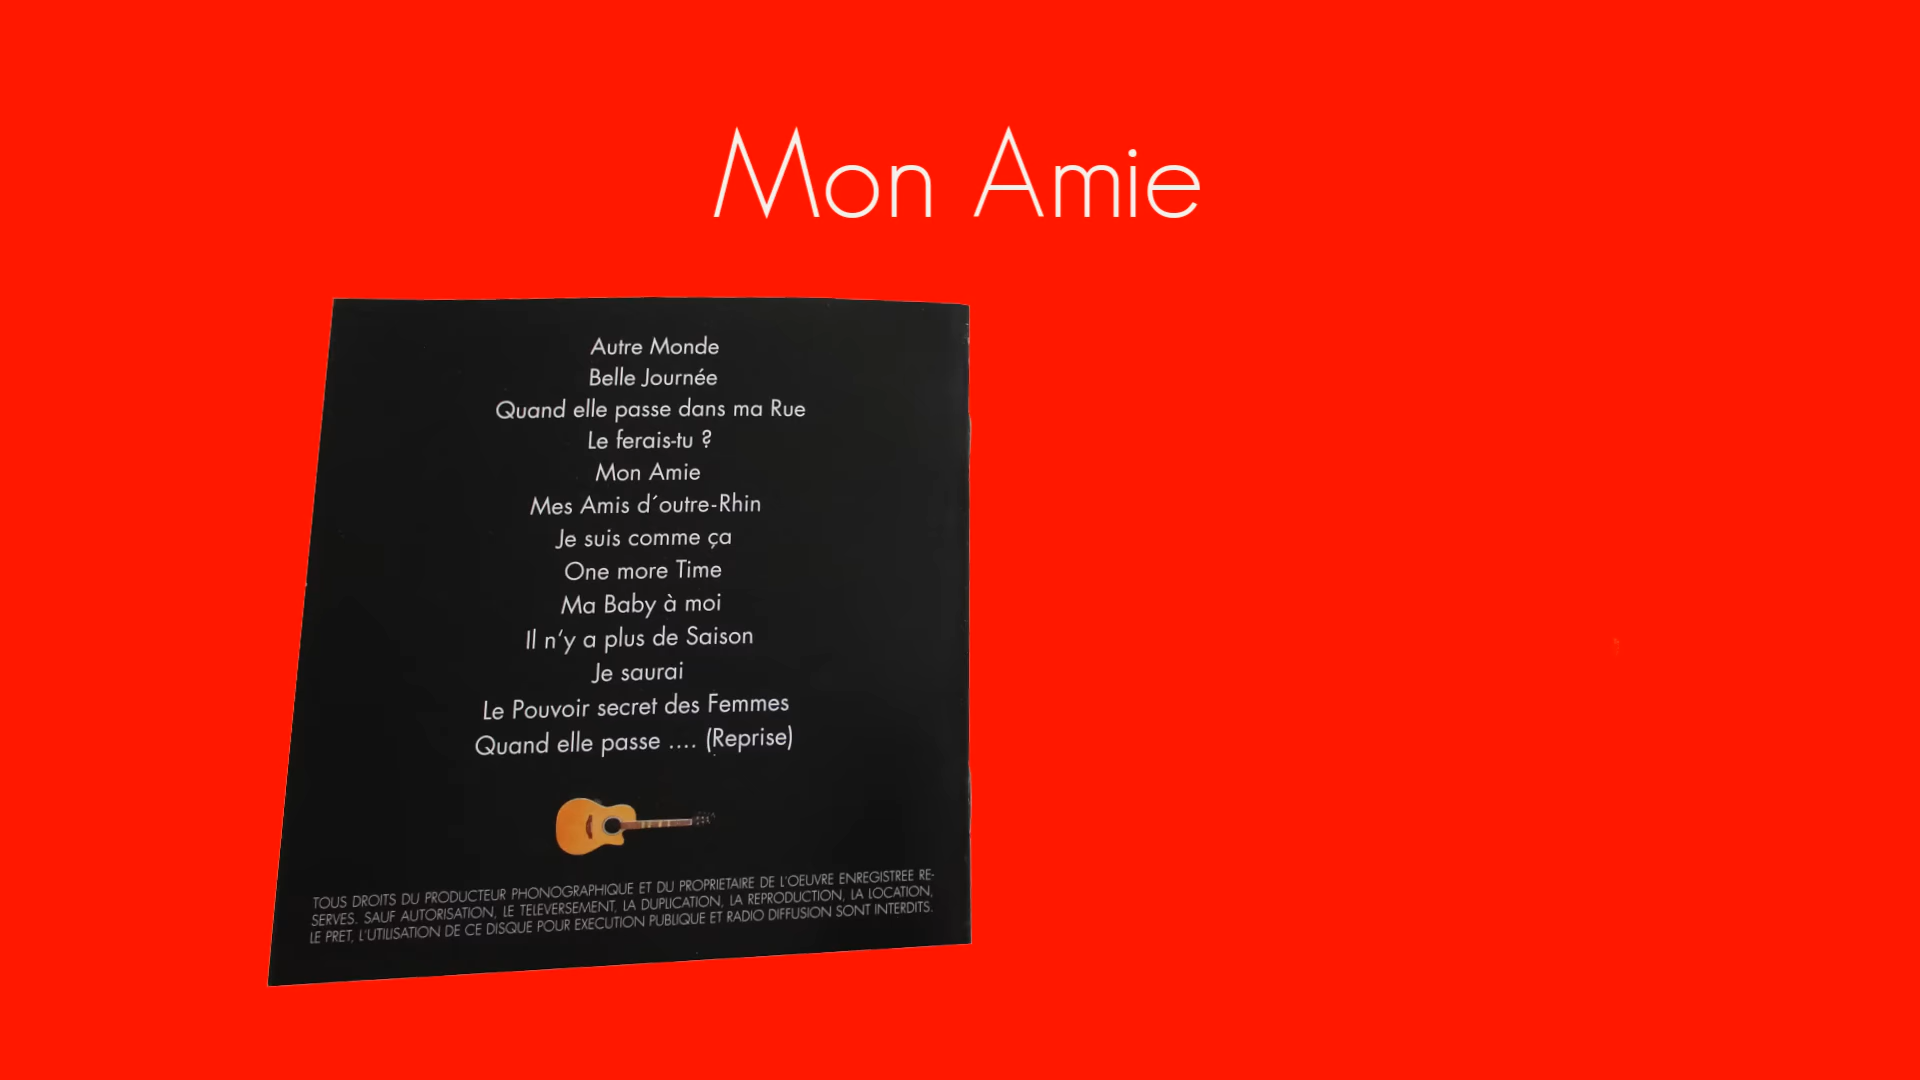 Mon Amie
Autre Monde
Belle Journée
Quand elle passe dans ma Rue
Le ferais-tu ?
Mon Amie
Mes Amis d´outre-Rhin
Je suis comme ça
One more Time
Ma Baby à moi
Il n'y a plus de Saison
Je saurai
Le Pouvoir secret des Femmes
Quand elle passe .... (Reprise)
TOUS DROITS DU PRODUCTEUR PHONOGRAPHIQUE ET DU PROPRIETAIRE DE L'OEUVRE ENREGISTREE RE-
SERVES. SAUF AUTORISATION, LE TELEVERSEMENT, LA DUPLICATION, LA REPRODUCTION, LA LOCATION,
LE PRET, L'UTILISATION DE CE DISQUE POUR EXECUTION PUBLIQUE ET RADIO DIFFUSION SONT INTERDITS.